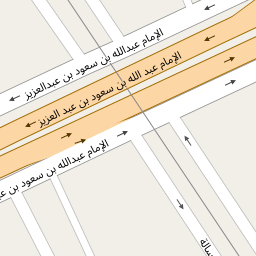 الإمام عبدالله بن سعود بن عبدالعزيز
الإمام عبد الله بن سعود بن عبد العزيز
الإمام عبدالله بن سعود بن